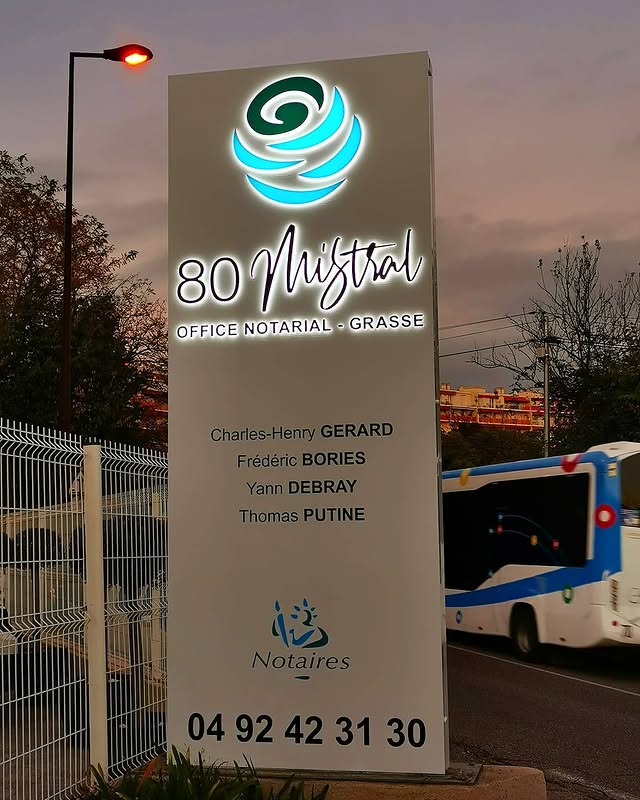 80 Mistral
OFFICE NOTARIAL - GRASSE
Charles-Henry GERARD
Frédéric BORIES
Yann DEBRAY
Thomas PUTINE
Notaires
04 92 42 31 30